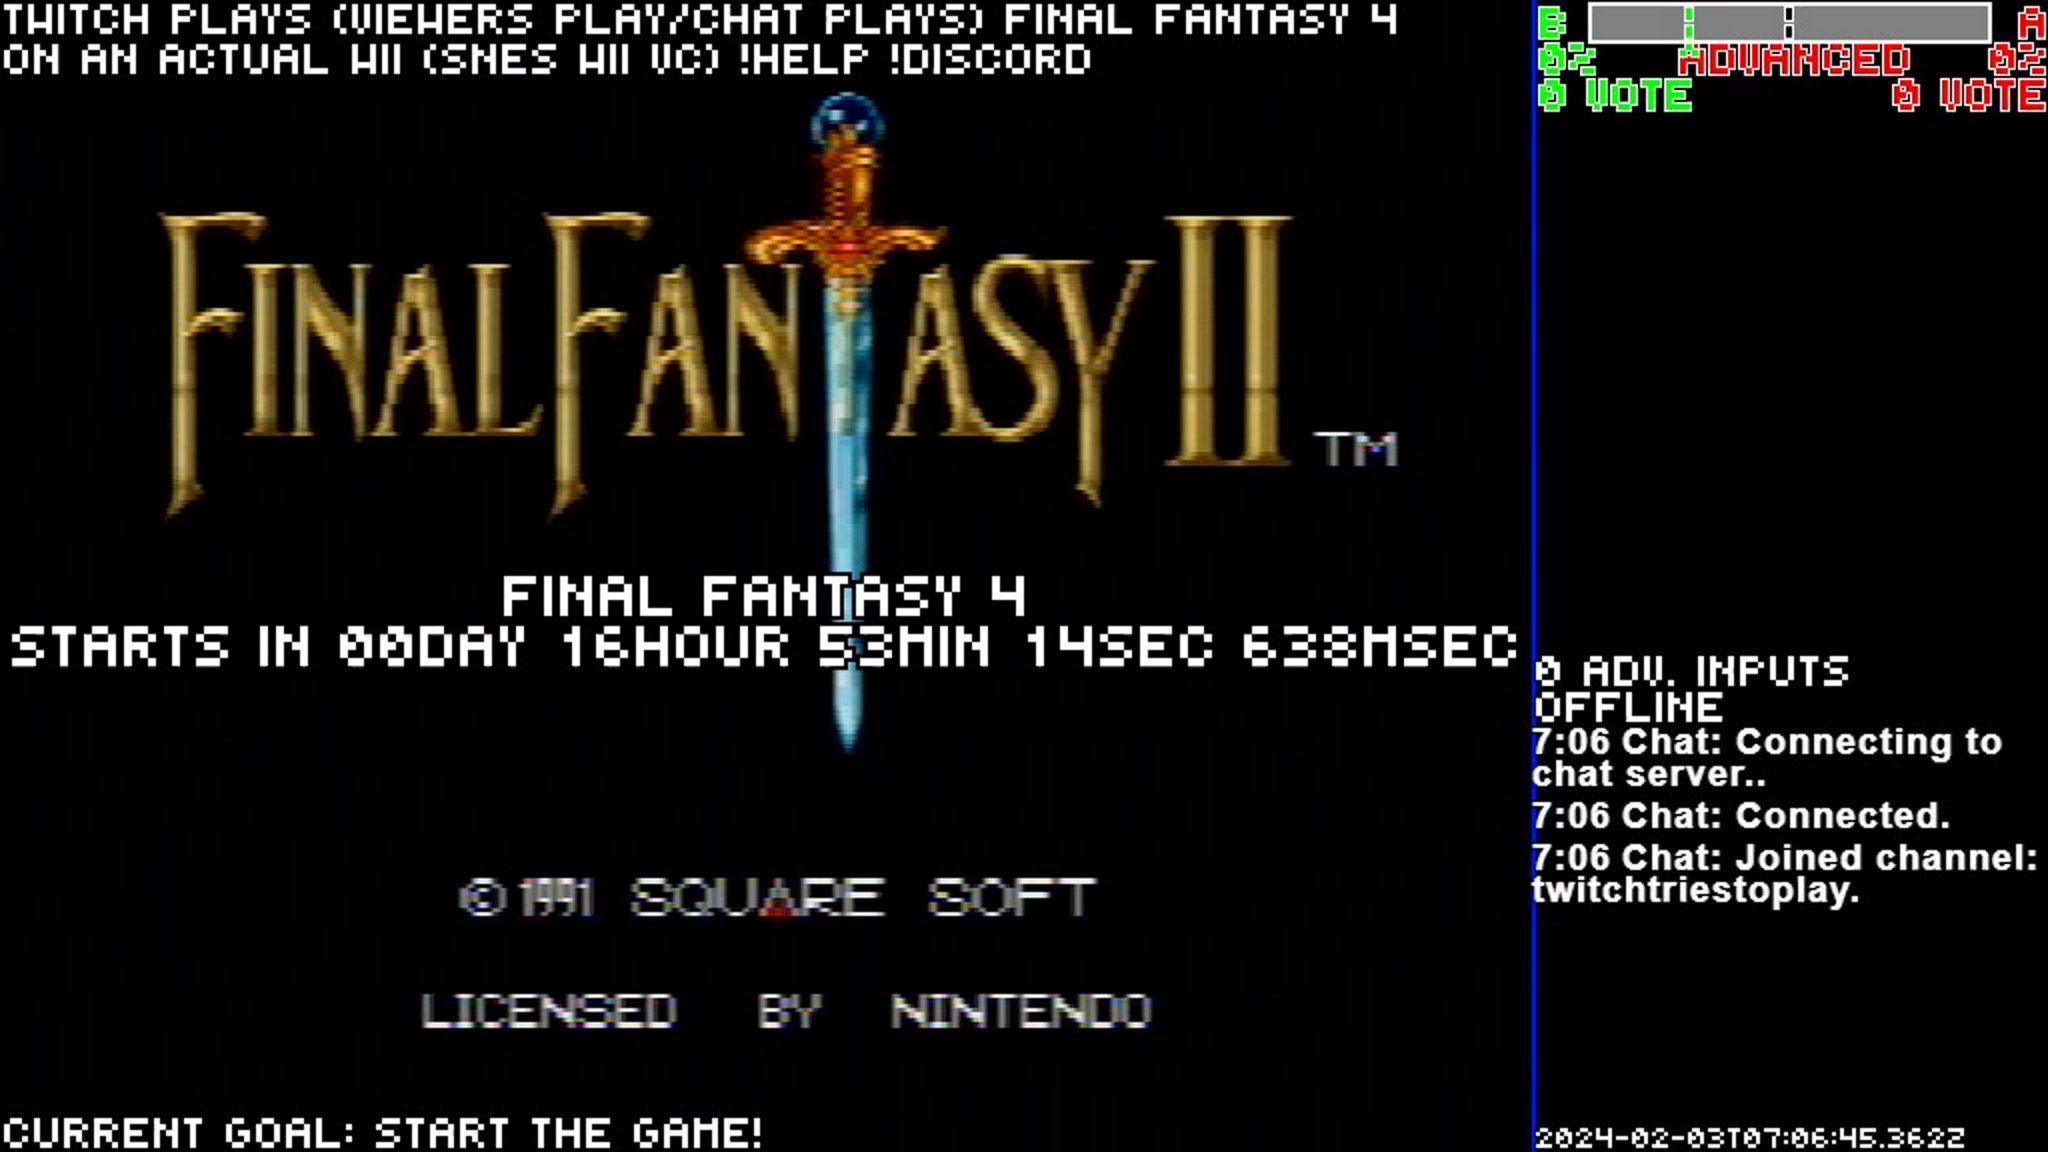 TWITCH PLAYS (VIEWERS PLAY/CHAT PLAYS) FINAL FANTASY 4
ON AN ACTUAL WII (SNES WII VC) !HELP !DISCORD
FINAL FANTASY II
TM
FINAL FANTASY 4
STARTS IN 00DAY 16HOUR 53MIN 14SEC 638MSEC
© 1991 SQUARE SOFT
LICENSED BY NINTENDO
CURRENT GOAL: START THE GAME!
B A
0% ADVANCED 0%
0 VOTE 0 VOTE
0 ADV. INPUTS
OFFLINE
7:06 Chat: Connecting to
chat server..
7:06 Chat: Connected.
7:06 Chat: Joined channel:
twitchtriestoplay.
2024-02-03T07:06:45.362Z